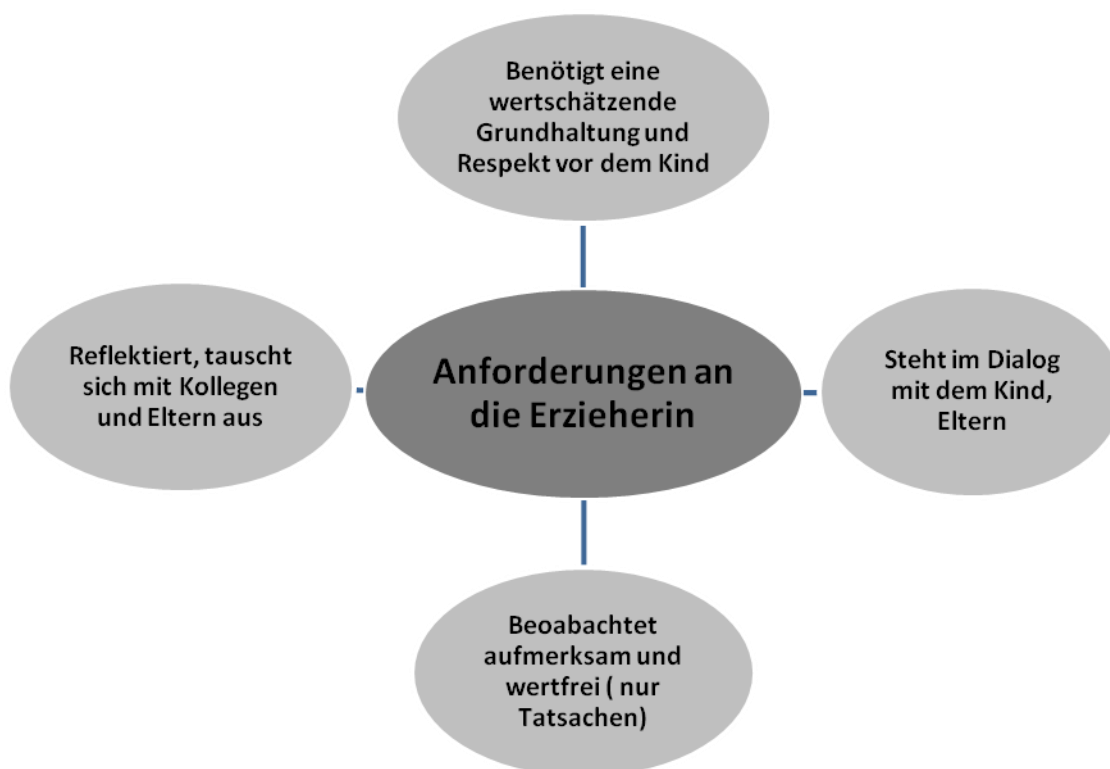 Benötigt eine
wertschätzende
Grundhaltung und
Respekt vor dem Kind
Reflektiert, tauscht
sich mit Kollegen
und Eltern aus
Anforderungen an
die Erzieherin
Steht im Dialog
mit dem Kind,
Eltern
Beoabachtet
aufmerksam und
wertfrei ( nur
Tatsachen)